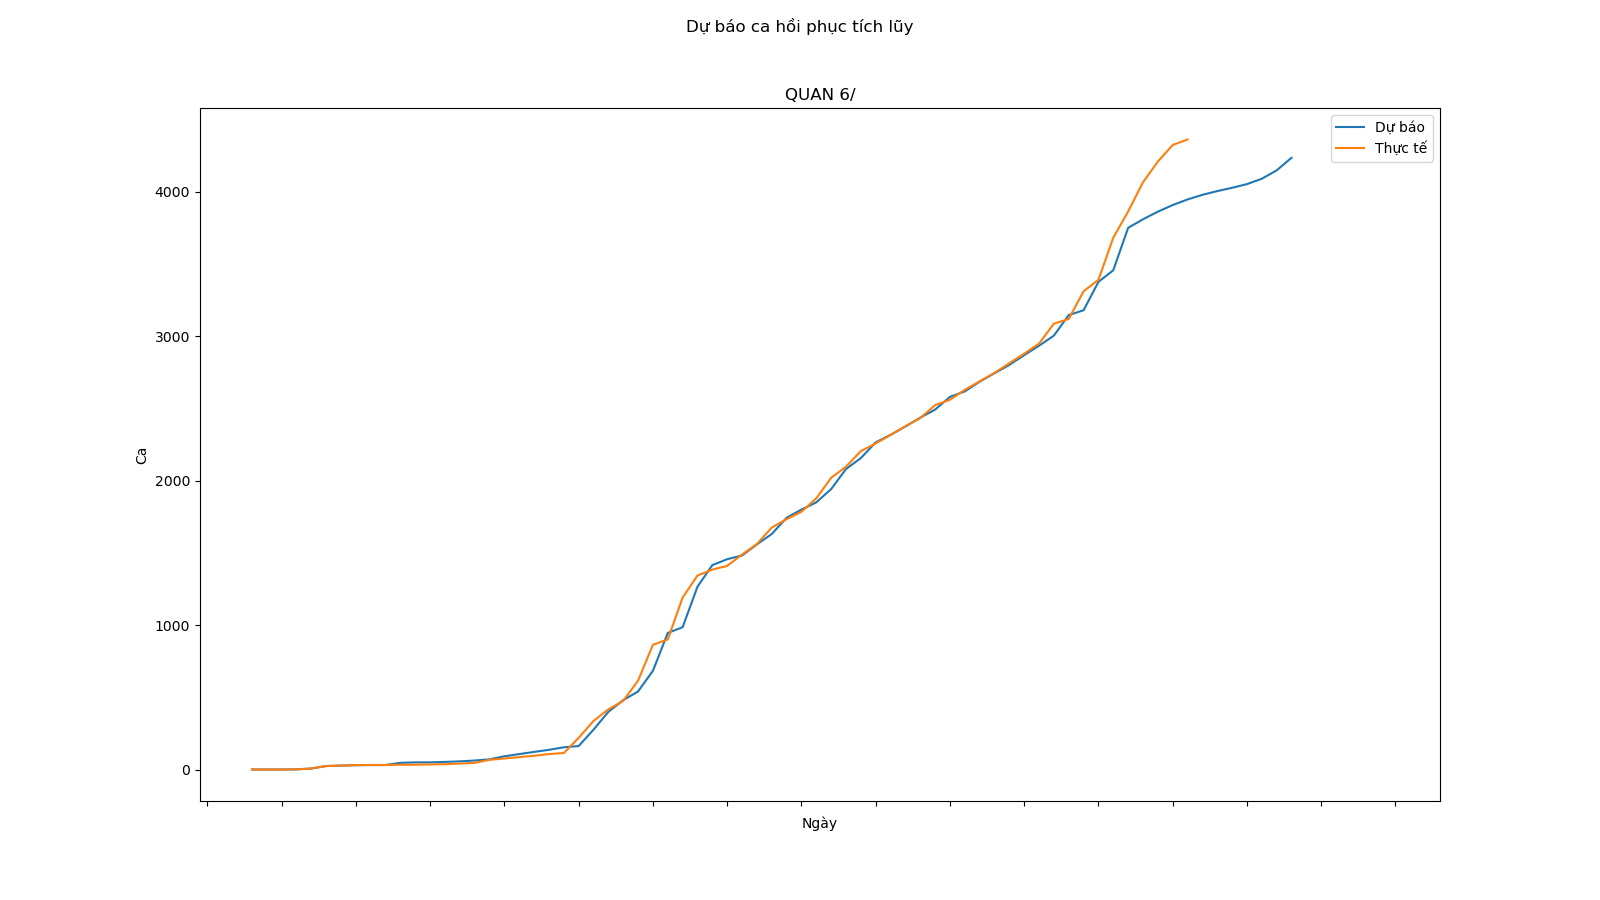 Dự báo ca hồi phục tích lũy
QUAN 6/
Dự báo
Thực tế
4000
3000
2000
1000
0
Ca
Ngày